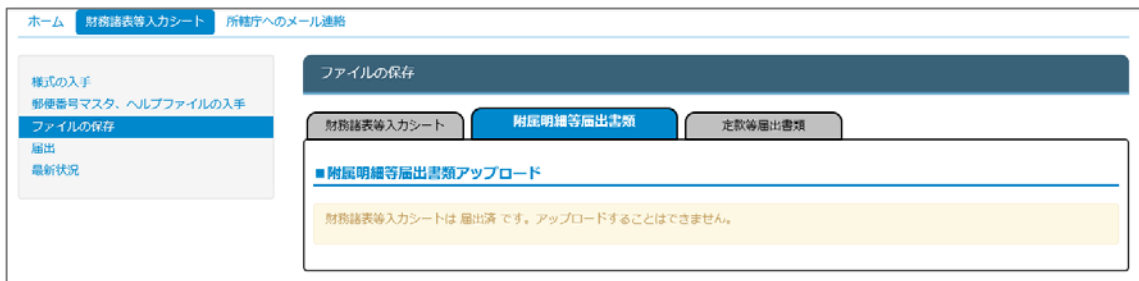 ホーム 財務諸表等入力シート 所轄庁へのメール連絡
様式の入手
郵便番号マスタ、ヘルプファイルの入手
ファイルの保存
届出
最新状況
ファイルの保存
財務諸表等入力シート 附属明細等届出書類 定款等届出書類
■附属明細等届出書類アップロード
財務諸表等入力シートは 届出済 です。アップロードすることはできません。